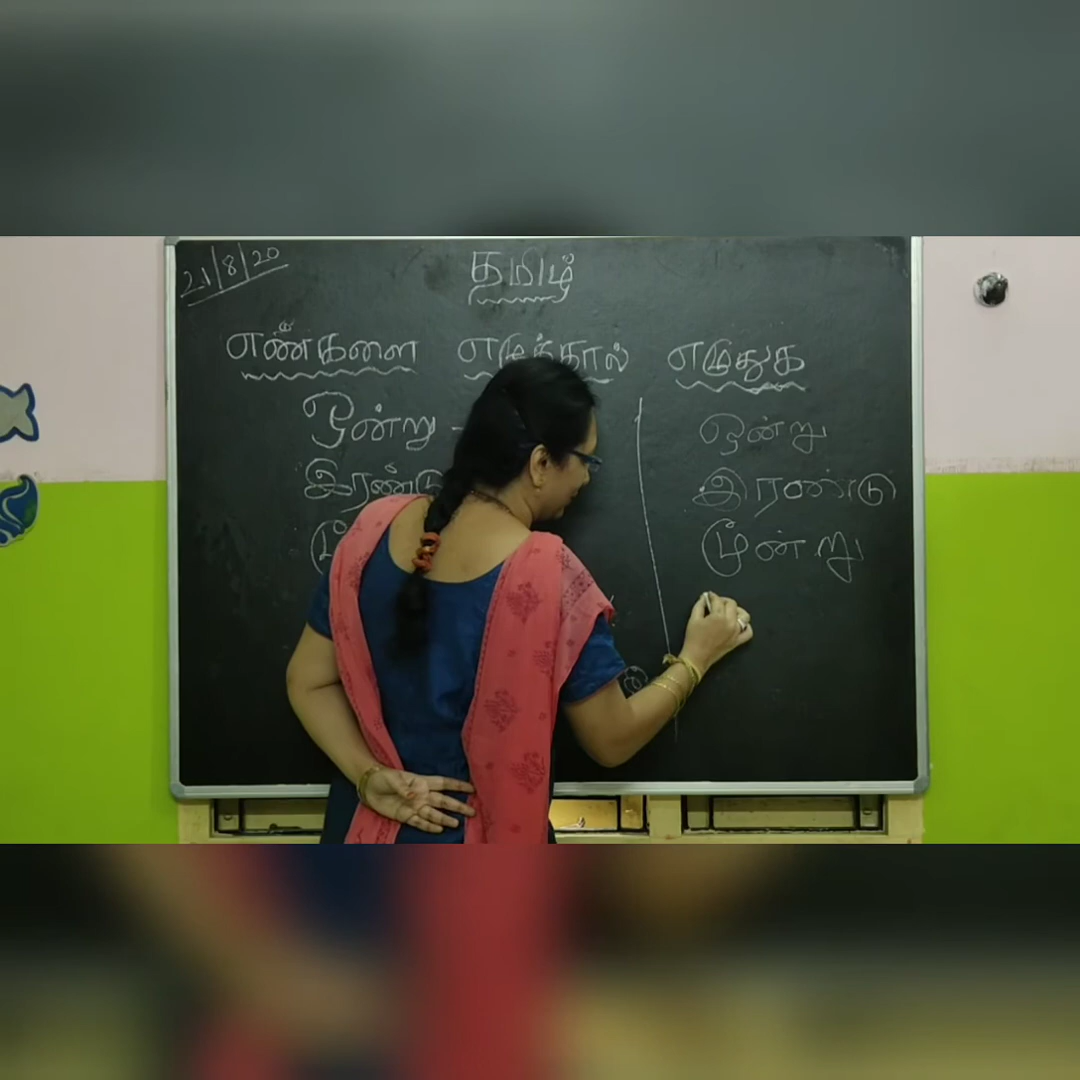 21/8/20
தமிழ்
எண்களை எழுத்தால் எழுதுக
ஒன்று - ஒன்று
இரண்டு இரண்டு
மூன்று